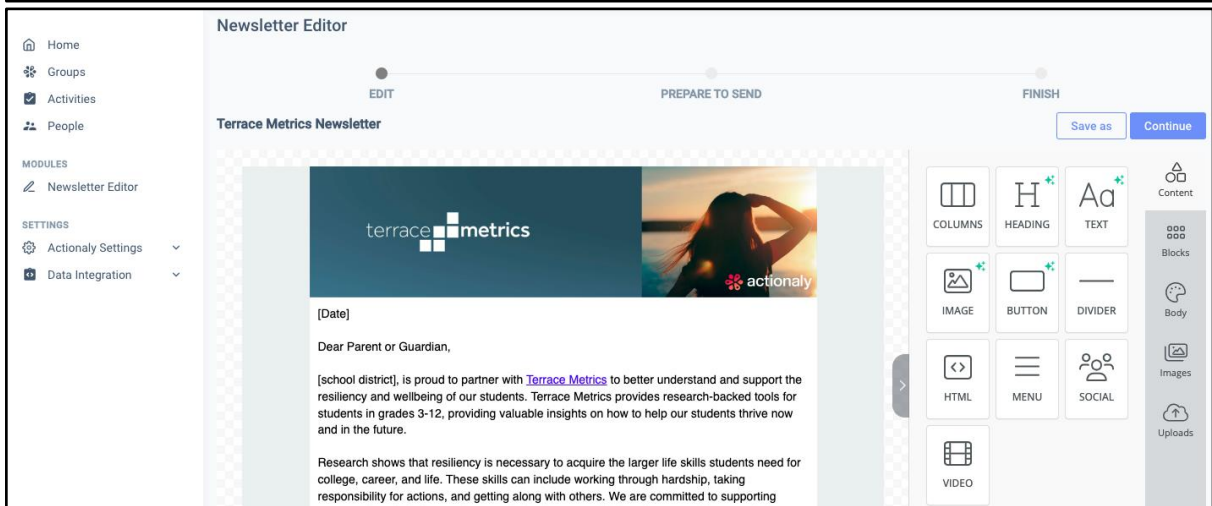 Newsletter Editor
Home
Groups
Activities
People
MODULES
Newsletter Editor
SETTINGS
Actionaly Settings
Data Integration
EDIT
PREPARE TO SEND
FINISH
Terrace Metrics Newsletter
Save as
Continue
terrace metrics
actionaly
[Date]
Dear Parent or Guardian,
[school district], is proud to partner with Terrace Metrics to better understand and support the
resiliency and wellbeing of our students. Terrace Metrics provides research-backed tools for
students in grades 3-12, providing valuable insights on how to help our students thrive now
and in the future.
Research shows that resiliency is necessary to acquire the larger life skills students need for
college, career, and life. These skills can include working through hardship, taking
responsibility for actions, and getting along with others. We are committed to supporting
COLUMNS
H
HEADING
Aa
TEXT
IMAGE
BUTTON
DIVIDER
HTML
MENU
SOCIAL
VIDEO
Content
Blocks
Body
Images
Uploads